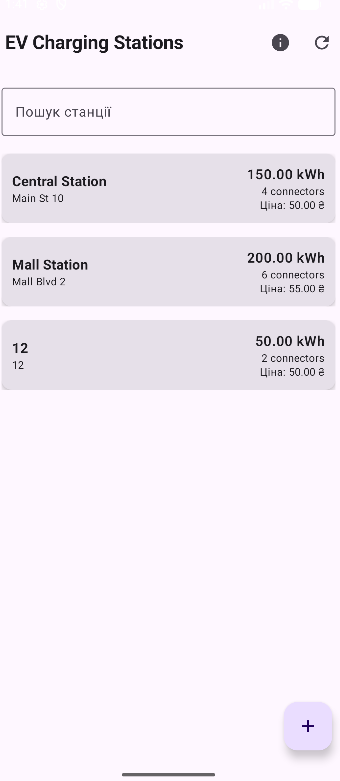 EV Charging Stations
Пошук станції
Central Station
Main St 10
150.00 kWh
4 connectors
Ціна: 50.00 ₴
Mall Station
Mall Blvd 2
200.00 kWh
6 connectors
Ціна: 55.00 ₴
12
12
50.00 kWh
2 connectors
Ціна: 50.00 ₴